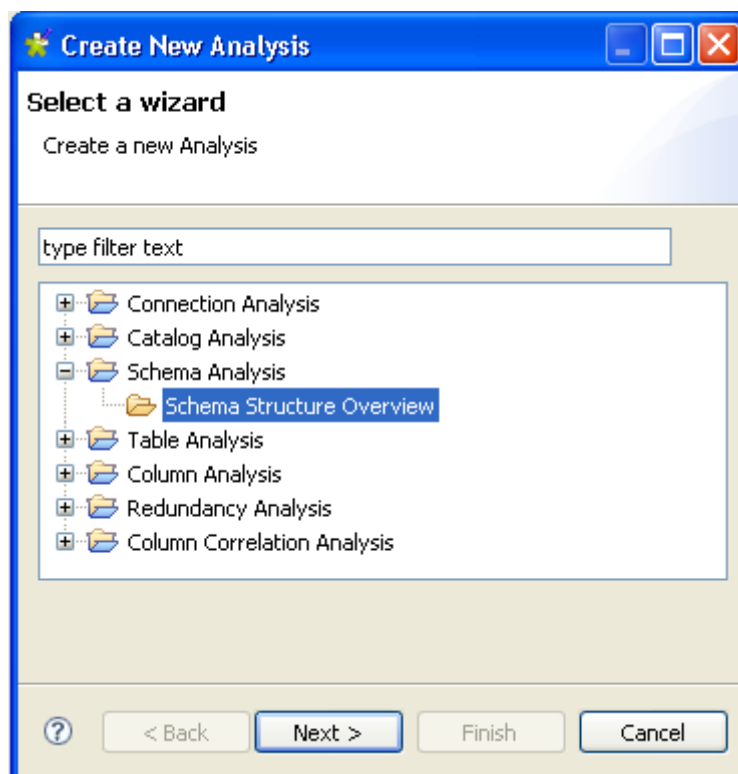 Create New Analysis
Select a wizard
Create a new Analysis
type filter text
Connection Analysis
Catalog Analysis
Schema Analysis
Schema Structure Overview
Table Analysis
Column Analysis
Redundancy Analysis
Column Correlation Analysis
? < Back Next > Finish Cancel